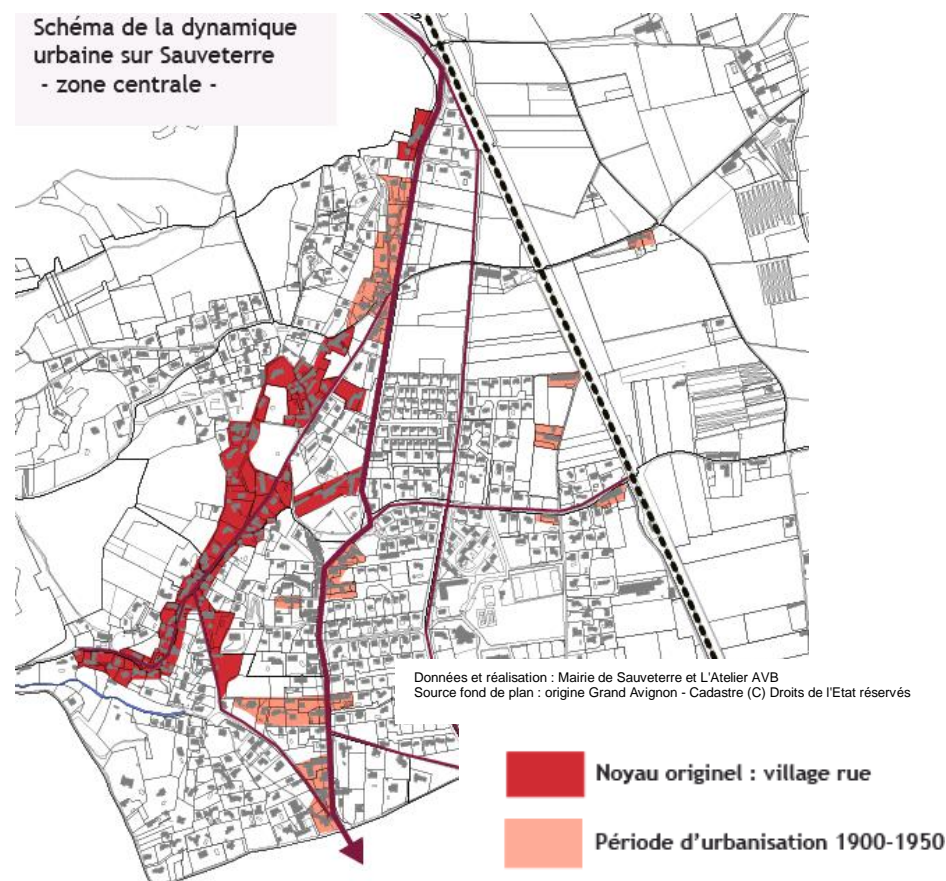 Schéma de la dynamique
urbaine sur Sauveterre
- zone centrale -
Données et réalisation : Mairie de Sauveterre et L'Atelier AVB
Source fond de plan : origine Grand Avignon - Cadastre (C) Droits de l'Etat réservés
Noyau originel : village rue
Période d'urbanisation 1900-1950